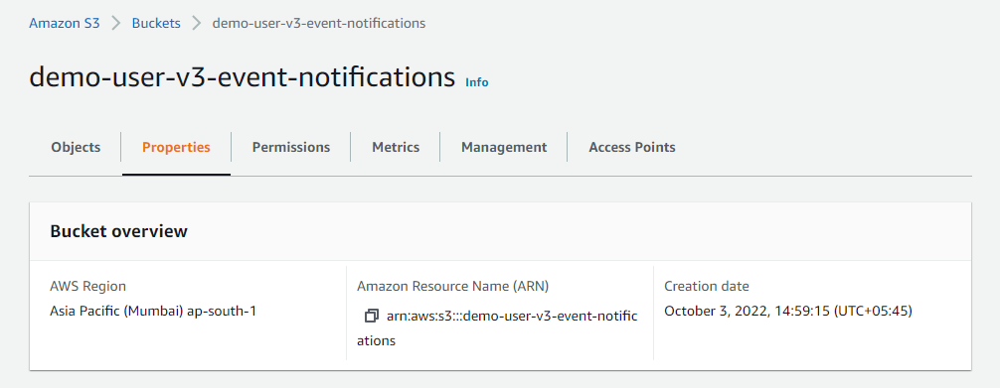 Amazon S3 > Buckets > demo-user-v3-event-notifications
demo-user-v3-event-notifications Info
Objects Properties Permissions Metrics Management Access Points
Bucket overview
AWS Region Amazon Resource Name (ARN) Creation date
Asia Pacific (Mumbai) ap-south-1 arn:aws:s3:::demo-user-v3-event-notific October 3, 2022, 14:59:15 (UTC+05:45)
ations